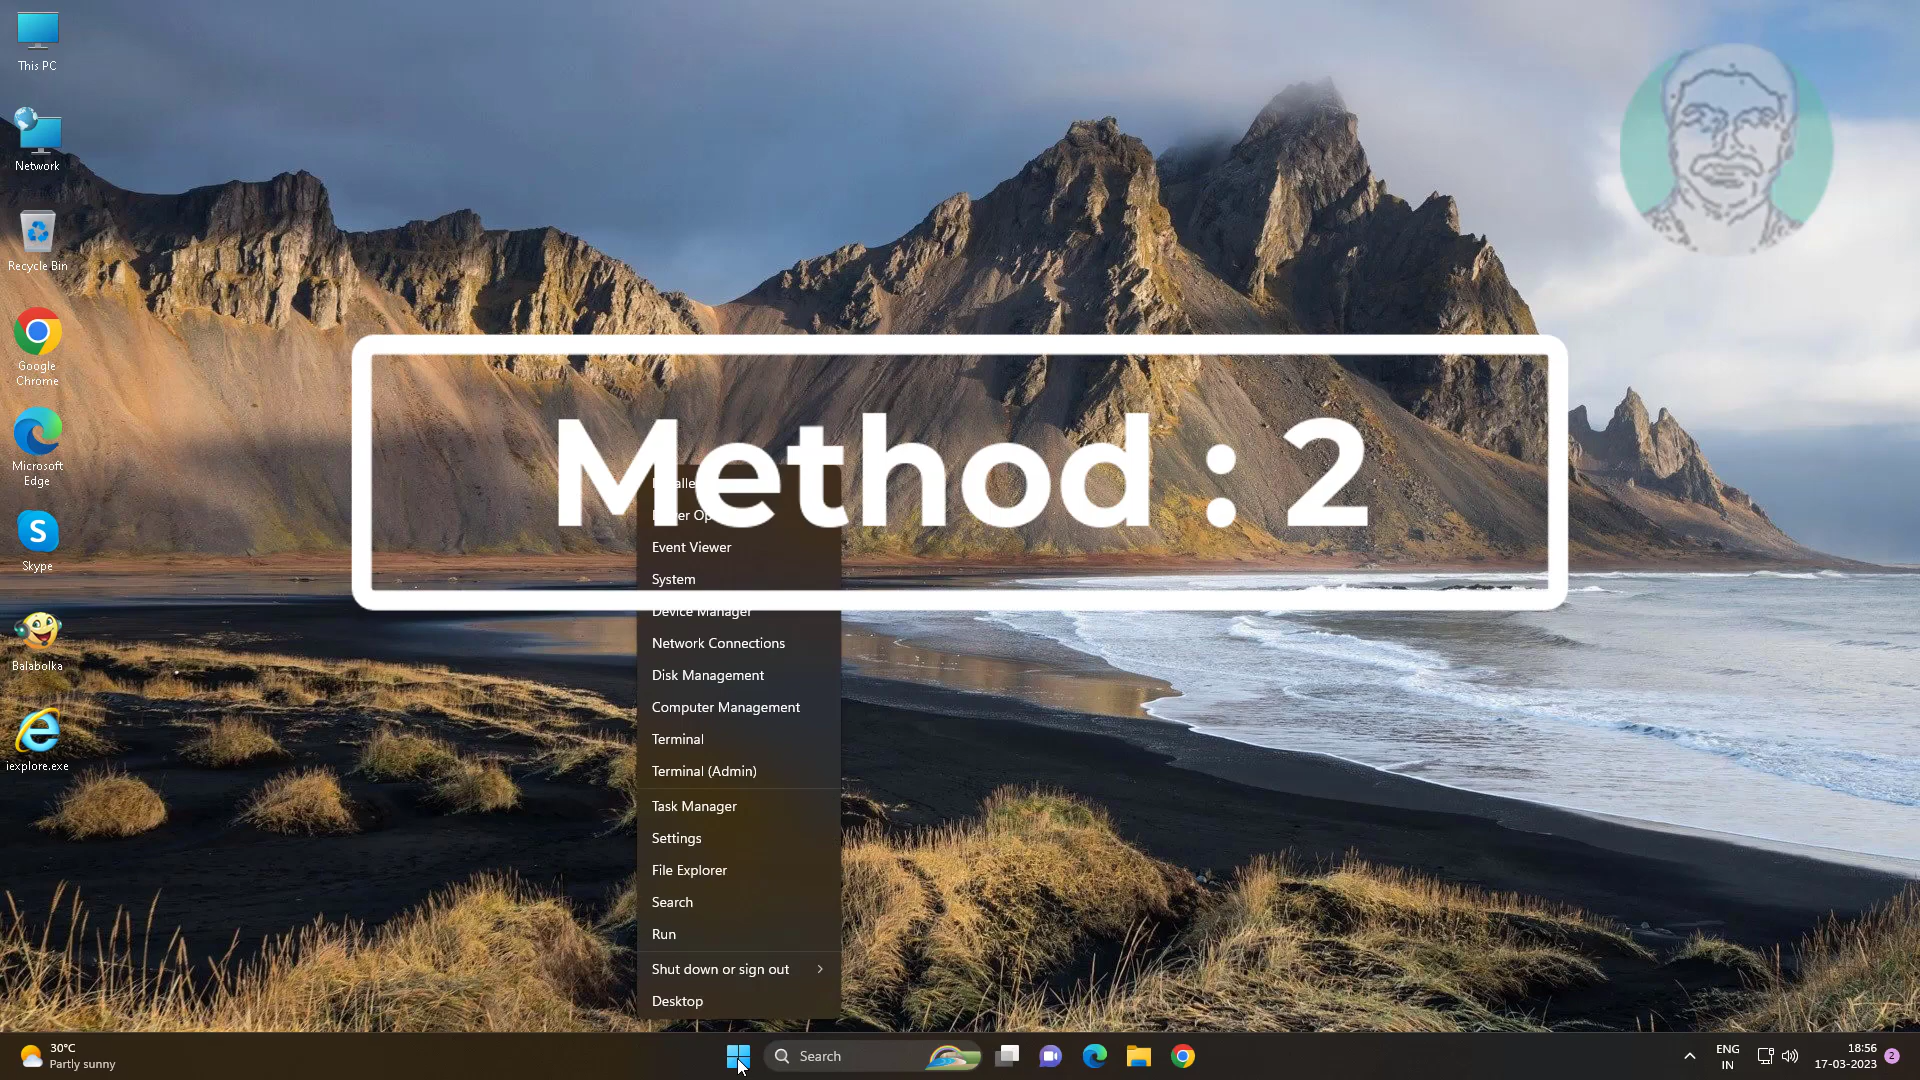 This PC
Network
Recycle Bin
Google
Chrome
Microsoft
Edge
S
Skype
Balabolka
iexplore.exe
Method : 2
Event Viewer
System
Device Manager
Network Connections
Disk Management
Computer Management
Terminal
Terminal (Admin)
Task Manager
Settings
File Explorer
Search
Run
Shut down or sign out
Desktop
30°C
Partly sunny
Search
ENG
IN
18:56
17-03-2023
2